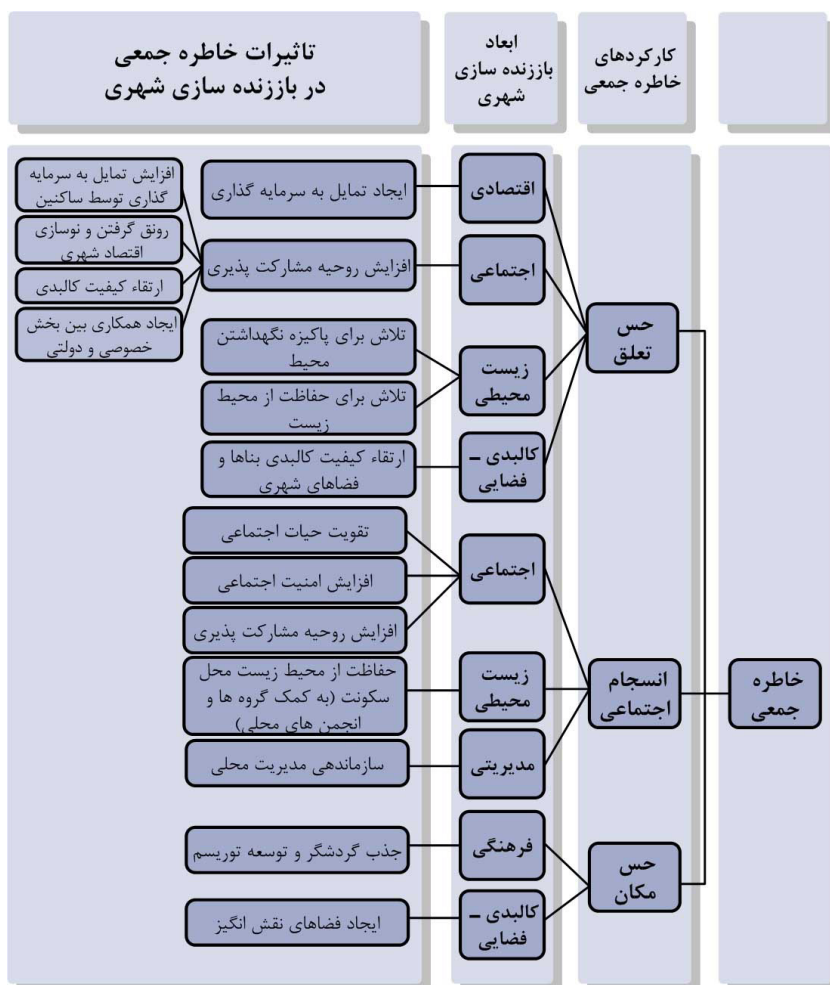 کارکردهای
خاطره جمعی
ابعاد
باززنده سازی
شهری
تاثیرات خاطره جمعی
در باززنده سازی شهری
خاطره
جمعی
حس
تعلق
اقتصادی
ایجاد تمایل به سرمایه گذاری
اجتماعی
افزایش روحیه مشارکت پذیری
افزایش تمایل به سرمایه
گذاری توسط ساکنین
رونق گرفتن و نوسازی
اقتصاد شهری
ارتقاء کیفیت کالبدی
ایجاد همکاری بین بخش
خصوصی و دولتی
زیست
محیطی
تلاش برای پاکیزه نگهداشتن
محیط
تلاش برای حفاظت از محیط
زیست
کالبدی –
فضایی
ارتقاء کیفیت کالبدی بناها و
فضاهای شهری
انسجام
اجتماعی
اجتماعی
تقویت حیات اجتماعی
افزایش امنیت اجتماعی
افزایش روحیه مشارکت پذیری
زیست
محیطی
حفاظت از محیط زیست محل
سکونت (به کمک گروه ها و
انجمن های محلی)
مدیریتی
سازماندهی مدیریت محلی
حس
مکان
فرهنگی
جذب گردشگر و توسعه توریسم
کالبدی –
فضایی
ایجاد فضاهای نقش انگیز